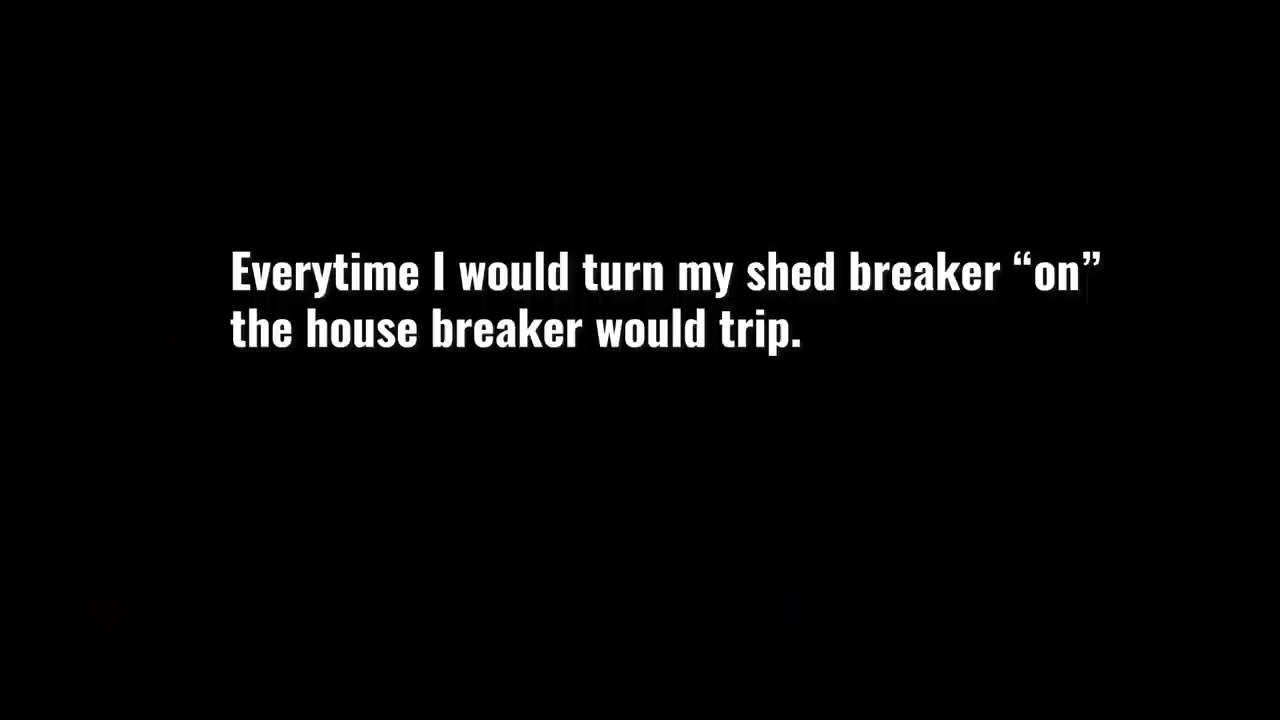 Everytime I would turn my shed breaker “on”
the house breaker would trip.